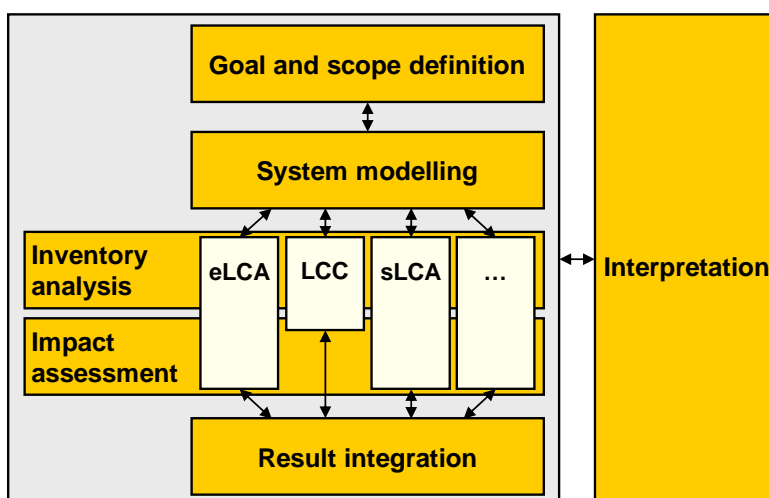 Goal and scope definition
System modelling
Inventory
analysis
eLCA
LCC
sLCA
…
Interpretation
Impact
assessment
Result integration